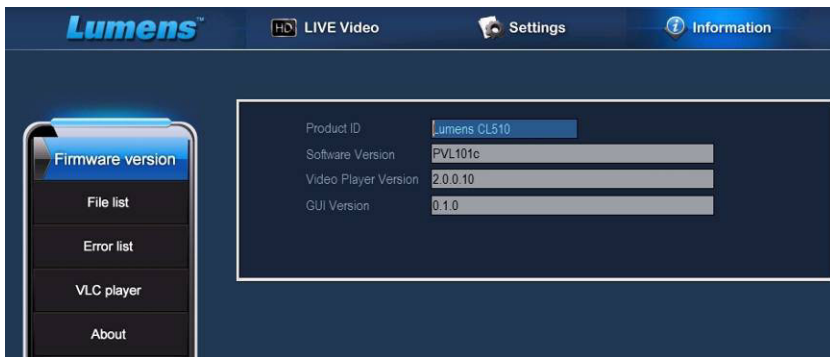 Lumens™
HD LIVE Video
Settings
i Information
Firmware version
File list
Error list
VLC player
About
Product ID Lumens CL510
Software Version PVL101c
Video Player Version 2.0.0.10
GUI Version 0.1.0